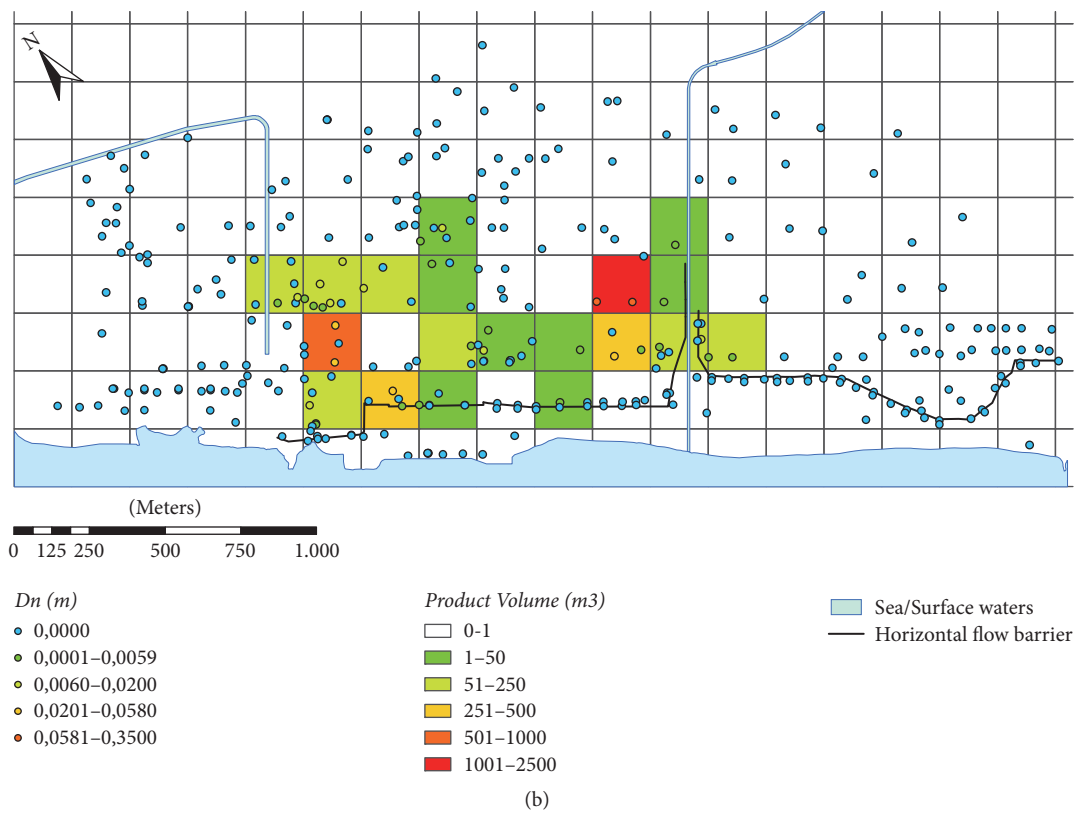 N
(Meters)
0 125 250 500 750 1.000
Dn (m)
0,0000
0,0001–0,0059
0,0060–0,0200
0,0201–0,0580
0,0581–0,3500
Product Volume (m3)
0-1
1–50
51–250
251–500
501–1000
1001–2500
Sea/Surface waters
Horizontal flow barrier
(b)